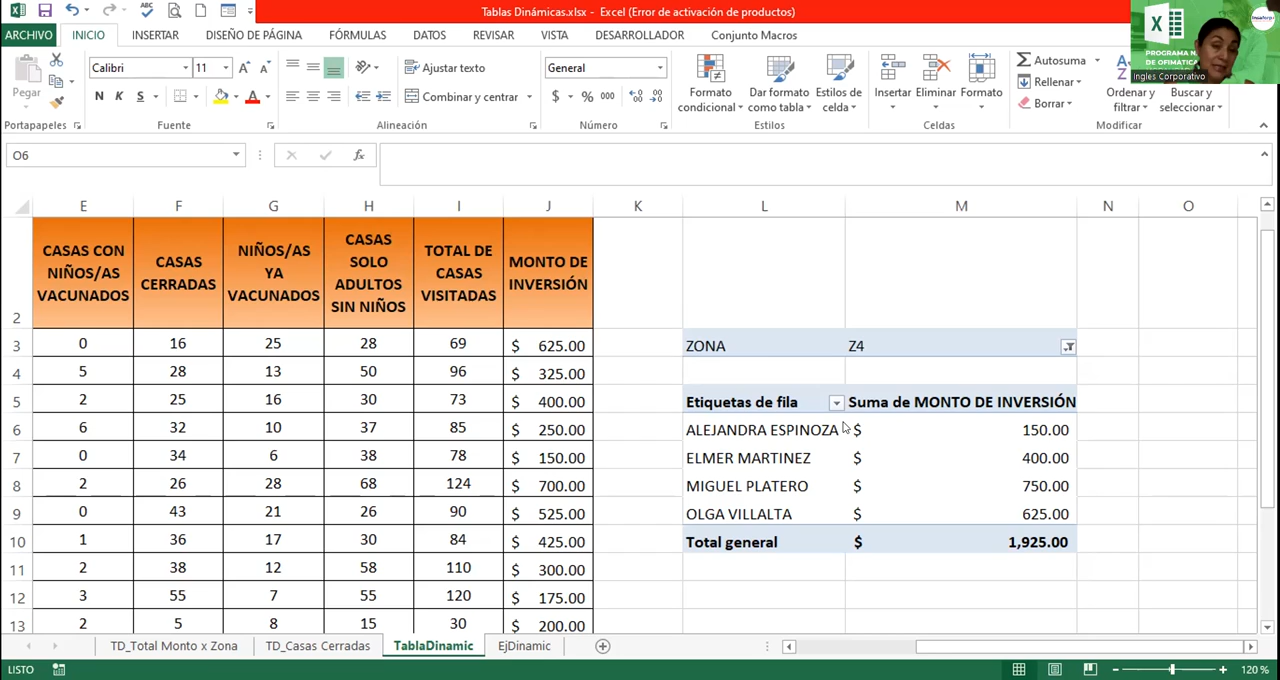 Tablas Dinámicas.xlsx - Excel (Error de activación de productos)
ARCHIVO INICIO INSERTAR DISEÑO DE PÁGINA FÓRMULAS DATOS REVISAR VISTA DESARROLLADOR Conjunto Macros
PROGRAMA
DE OFIMÁTICA
Ingles Corporativo
Pegar
Calibri 11
N K S
Ajustar texto
Combinar y centrar
General
$ % 000
Formato condicional
Dar formato como tabla
Estilos de celda
Insertar Eliminar Formato
Autosuma
Rellenar
Borrar
Ordenar y filtrar
Buscar y seleccionar
Portapapeles Fuente Alineación Número Estilos Celdas Modificar
O6
fx
E F G H I J K L M N O
2 CASAS CON NIÑOS/AS VACUNADOS CASAS CERRADAS NIÑOS/AS YA VACUNADOS CASAS SOLO ADULTOS SIN NIÑOS TOTAL DE CASAS VISITADAS MONTO DE INVERSIÓN
3 0 16 25 28 69 $ 625.00 ZONA Z4
4 5 28 13 50 96 $ 325.00
5 2 25 16 30 73 $ 400.00 Etiquetas de fila Suma de MONTO DE INVERSIÓN
6 6 32 10 37 85 $ 250.00 ALEJANDRA ESPINOZA $ 150.00
7 0 34 6 38 78 $ 150.00 ELMER MARTINEZ $ 400.00
8 2 26 28 68 124 $ 700.00 MIGUEL PLATERO $ 750.00
9 0 43 21 26 90 $ 525.00 OLGA VILLALTA $ 625.00
10 1 36 17 30 84 $ 425.00 Total general $ 1,925.00
11 2 38 12 58 110 $ 300.00
12 3 55 7 55 120 $ 175.00
13 2 5 8 15 30 $ 200.00
TD_Total Monto x Zona TD_Casas Cerradas TablaDinamic EjDinamic
LISTO 120 %